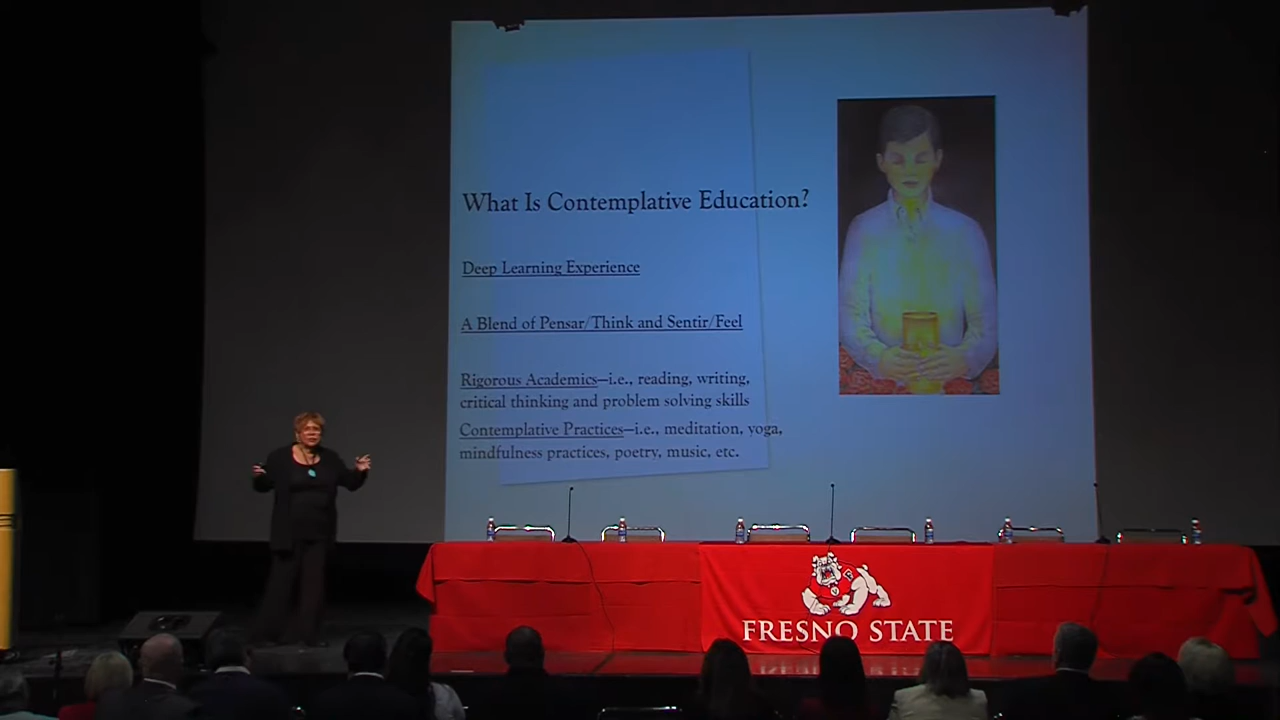 What Is Contemplative Education?
Deep Learning Experience
A Blend of Pensar/Think and Sentir/Feel
Rigorous Academics—i.e., reading, writing,
critical thinking and problem solving skills
Contemplative Practices—i.e., meditation, yoga,
mindfulness practices, poetry, music, etc.
FRESNO STATE